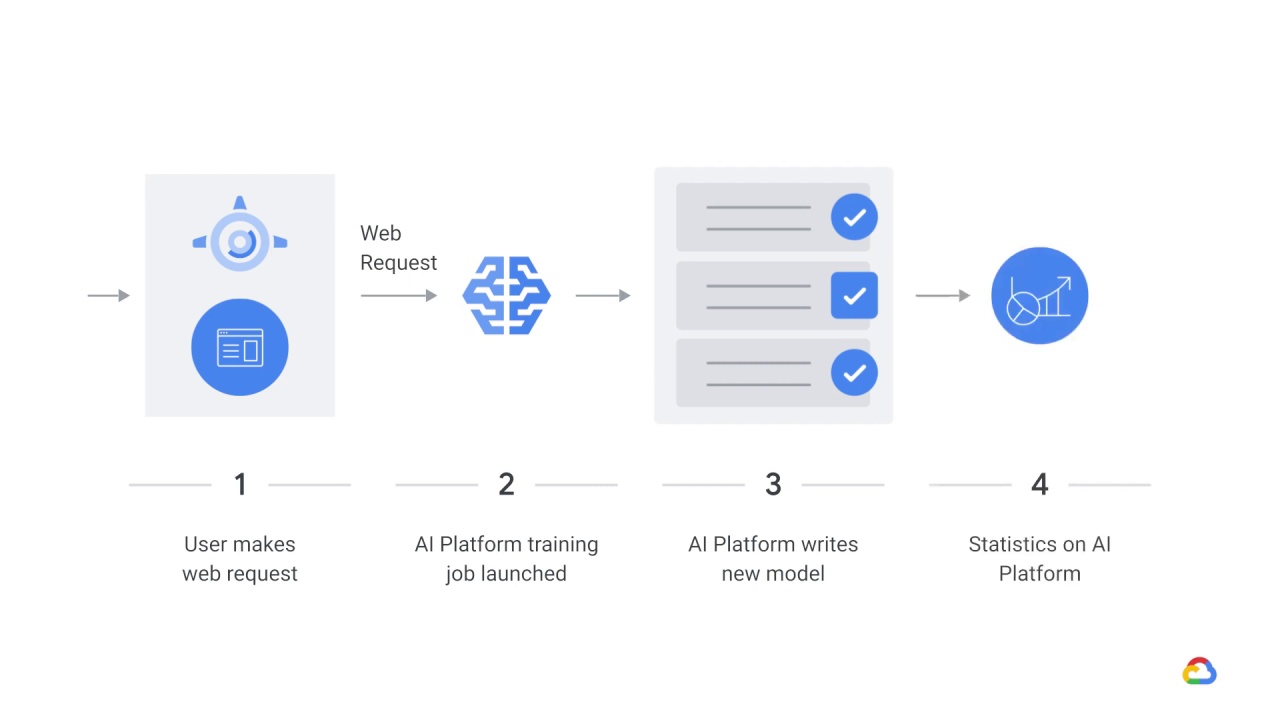 Web
Request
1
2
3
4
User makes
web request
AI Platform training
job launched
AI Platform writes
new model
Statistics on AI
Platform